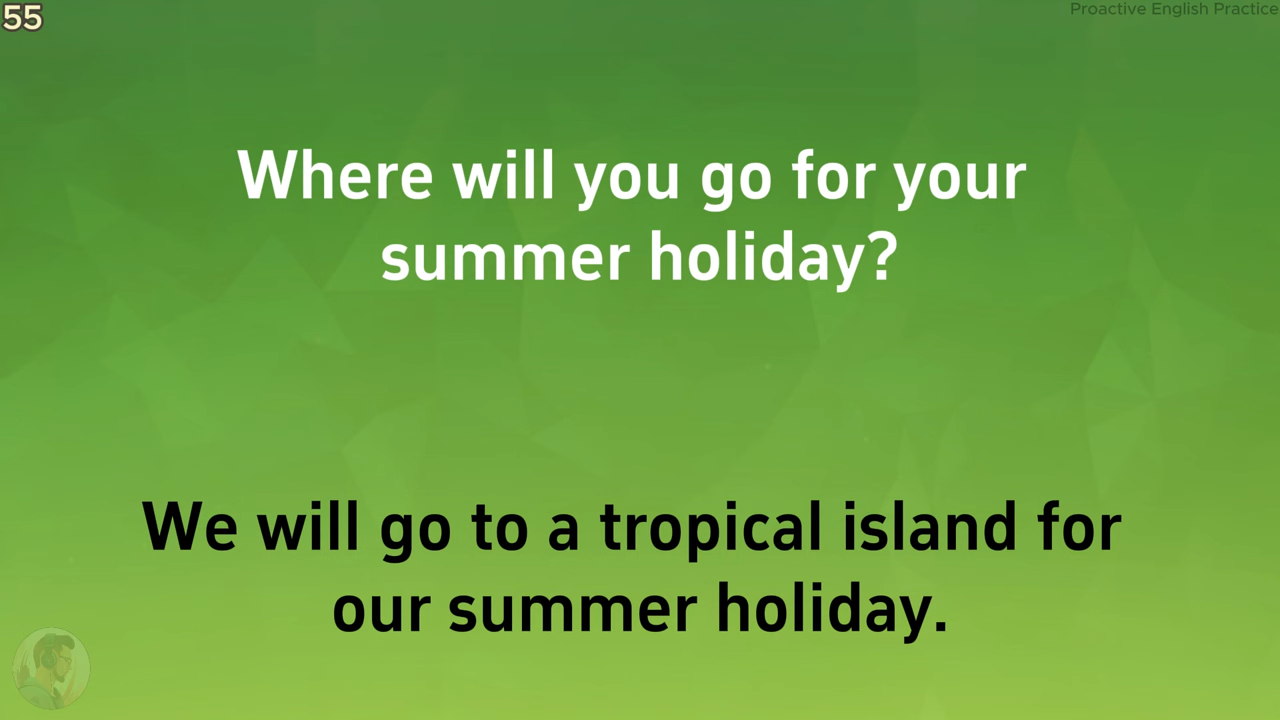 55
Proactive English Practice
Where will you go for your
summer holiday?
We will go to a tropical island for
our summer holiday.